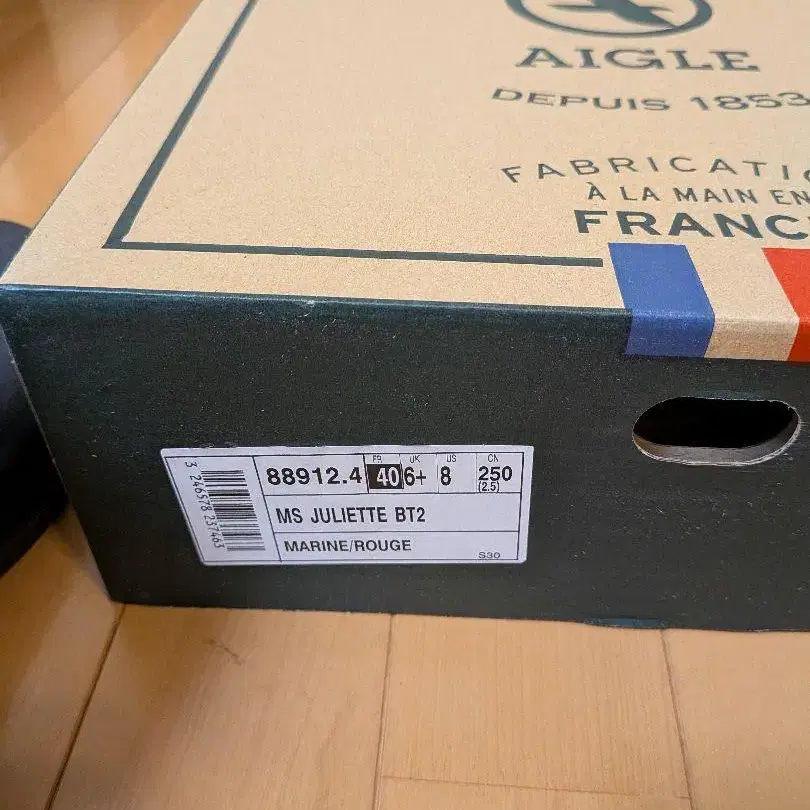 AIGLE
DEPUIS 1853
FABRICATIO
À LA MAIN EN
FRANC
FR UK US CN
88912.4 40 6+ 8 250
(2.5)
MS JULIETTE BT2
MARINE/ROUGE
S30
3 246578 237463